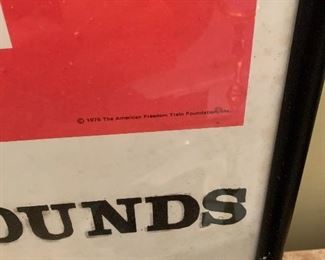 © 1975 The American Freedom Train Foundation, Inc.
OUNDS